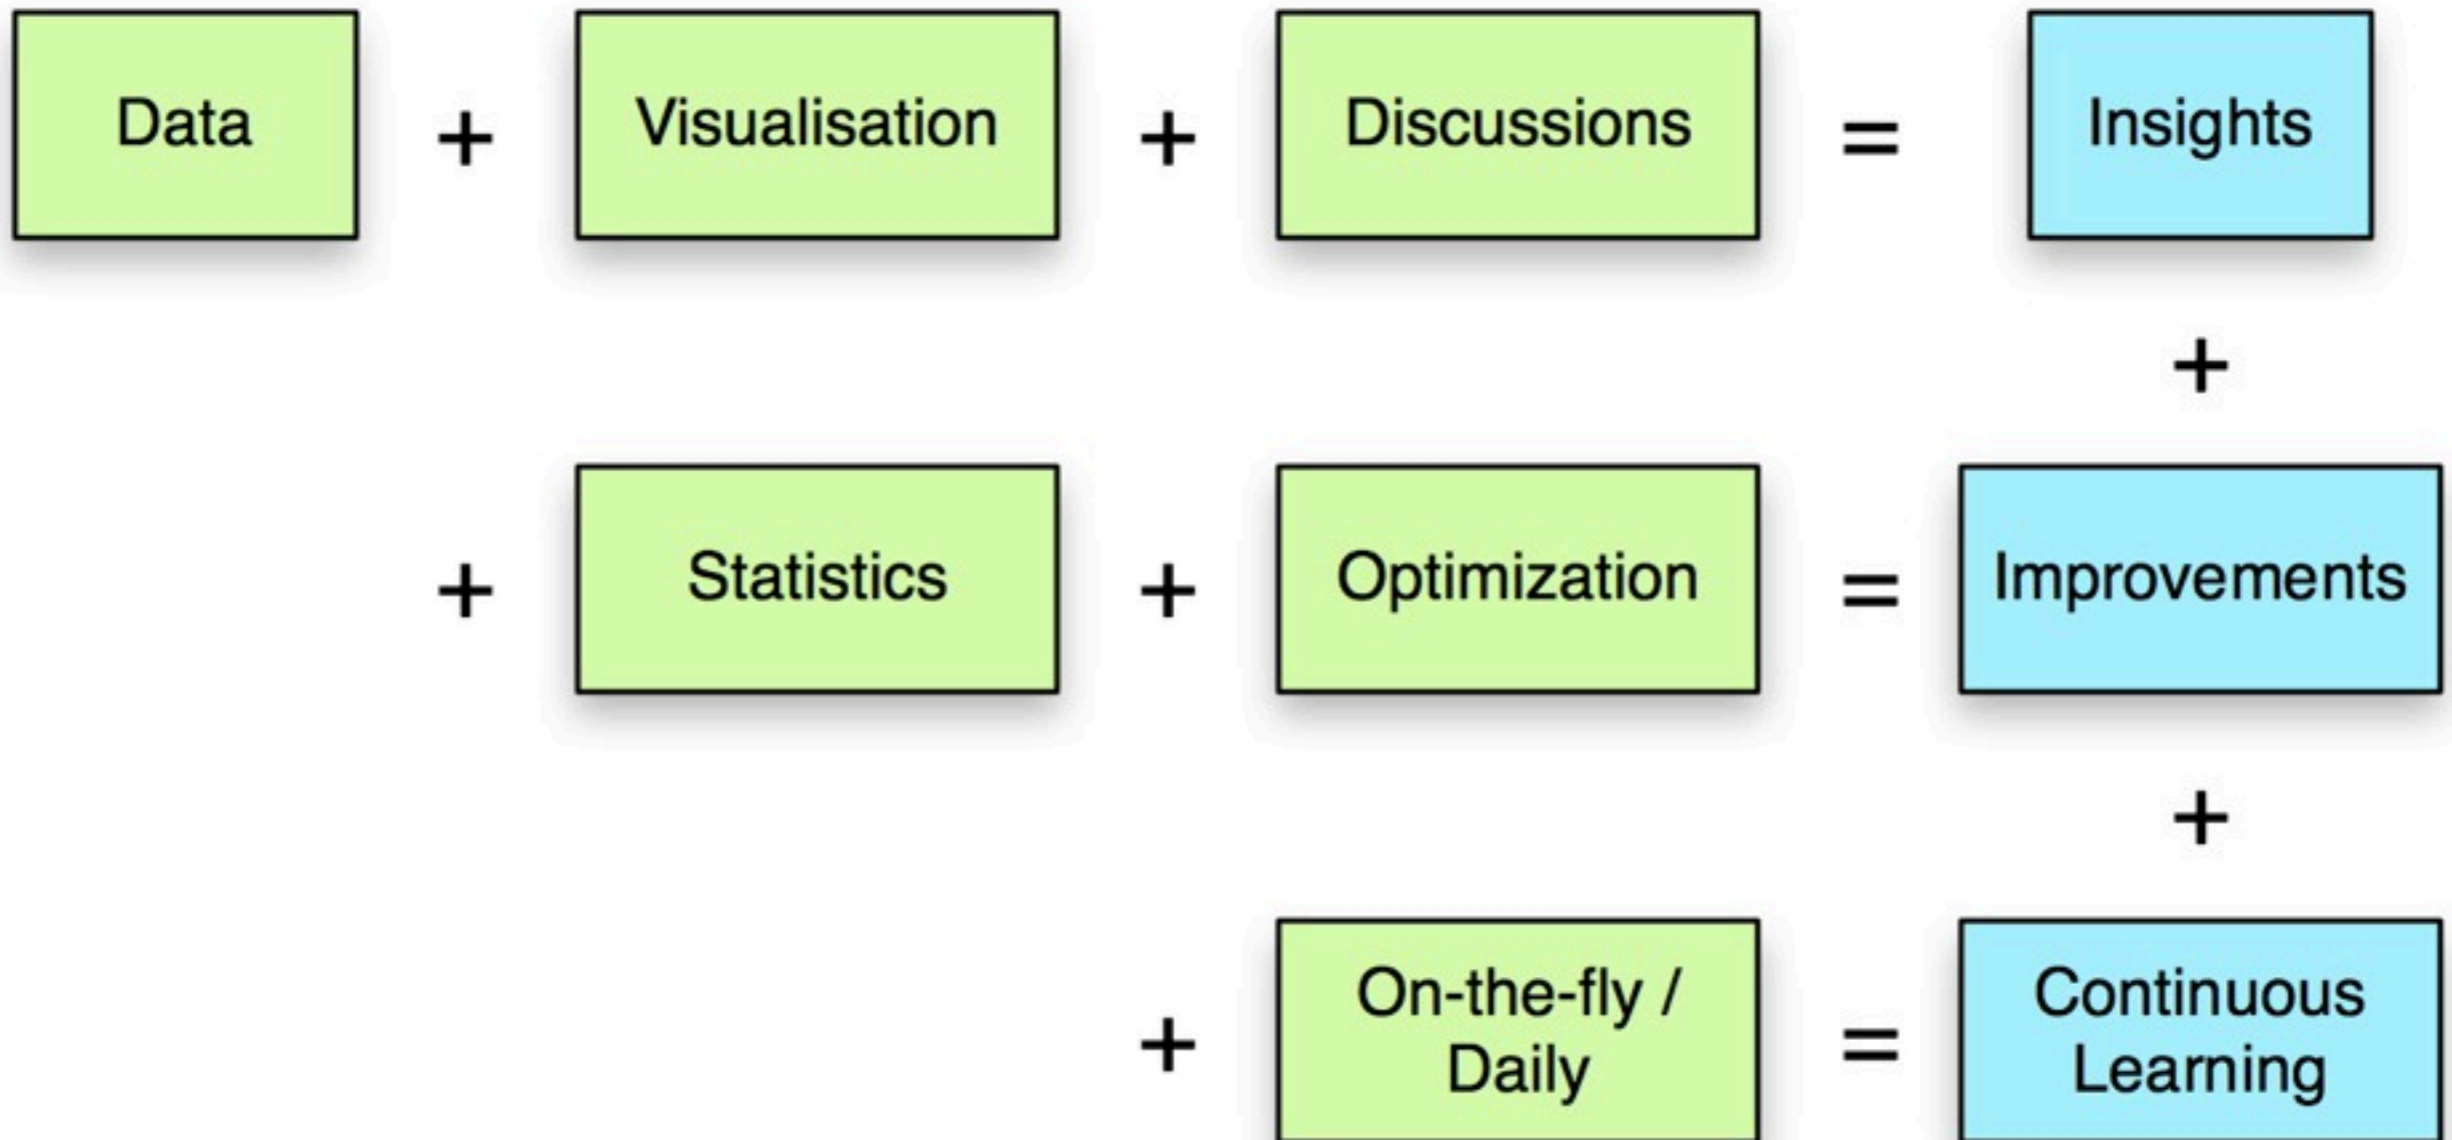 Data + Visualisation + Discussions = Insights
+
+ Statistics + Optimization = Improvements
+
+ On-the-fly / = Continuous
Daily Learning